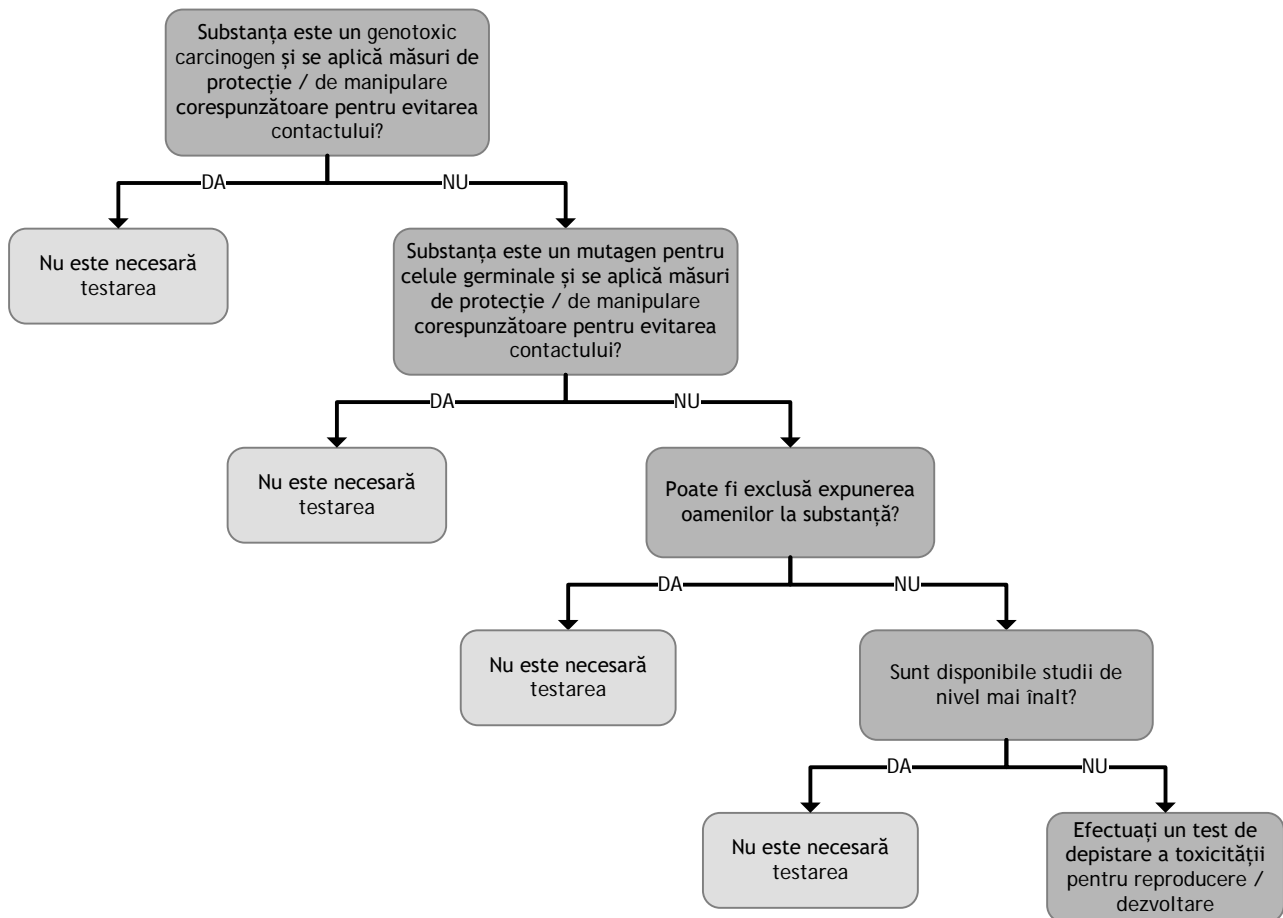 Substanța este un genotoxic
carcinogen și se aplică măsuri de
protecție / de manipulare
corespunzătoare pentru evitarea
contactului?
DA
NU
Nu este necesară
testarea
Substanța este un mutagen pentru
celule germinale și se aplică măsuri
de protecție / de manipulare
corespunzătoare pentru evitarea
contactului?
DA
NU
Nu este necesară
testarea
Poate fi exclusă expunerea
oamenilor la substanță?
DA
NU
Nu este necesară
testarea
Sunt disponibile studii de
nivel mai înalt?
DA
NU
Nu este necesară
testarea
Efectuați un test de
depistare a toxicității
pentru reproducere /
dezvoltare